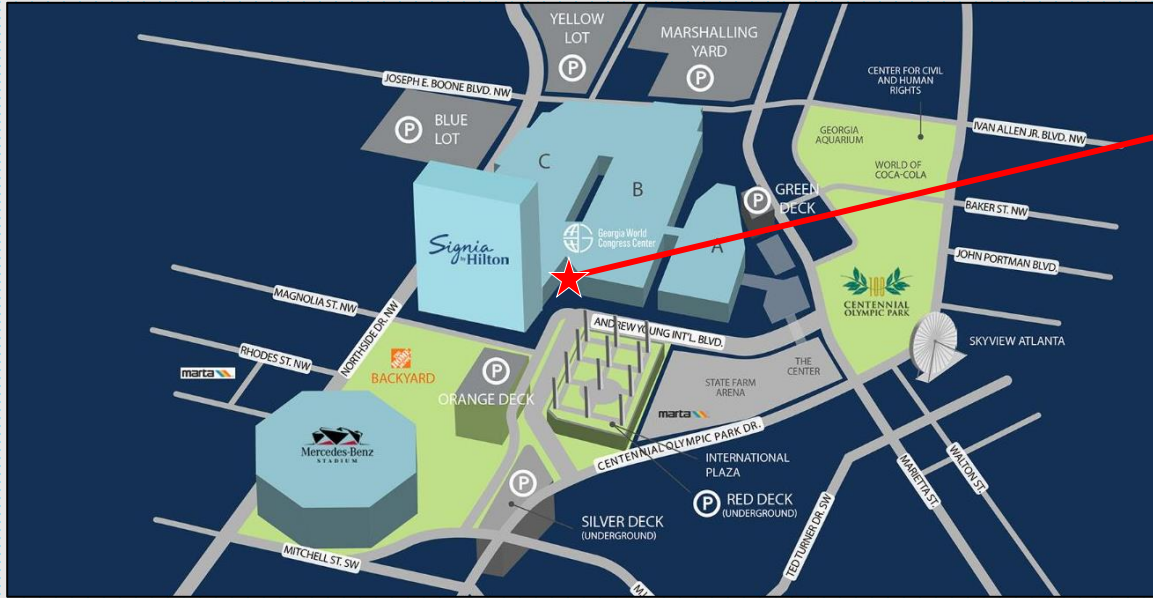 YELLOW
LOT
MARSHALLING
YARD
P
P
CENTER FOR CIVIL
AND HUMAN
RIGHTS
JOSEPH E. BOONE BLVD. NW
P
BLUE
LOT
GEORGIA
AQUARIUM
IVAN ALLEN JR. BLVD. NW
C
B
WORLD OF
COCA-COLA
P
GREEN
DECK
BAKER ST. NW
Georgia World
Congress Center
A
Signia
by Hilton
JOHN PORTMAN BLVD.
100
CENTENNIAL
OLYMPIC PARK
MAGNOLIA ST. NW
NORTHSIDE DR. NW
ANDREW YOUNG INT'L. BLVD.
SKYVIEW ATLANTA
RHODES ST. NW
marta
THE HOME DEPOT
BACKYARD
P
ORANGE DECK
THE
CENTER
STATE FARM
ARENA
marta
Mercedes-Benz
STADIUM
CENTENNIAL OLYMPIC PARK DR.
INTERNATIONAL
PLAZA
WALTON ST.
MARIETTA ST.
P
P
RED DECK
(UNDERGROUND)
SILVER DECK
(UNDERGROUND)
TED TURNER DR. SW
MITCHELL ST. SW